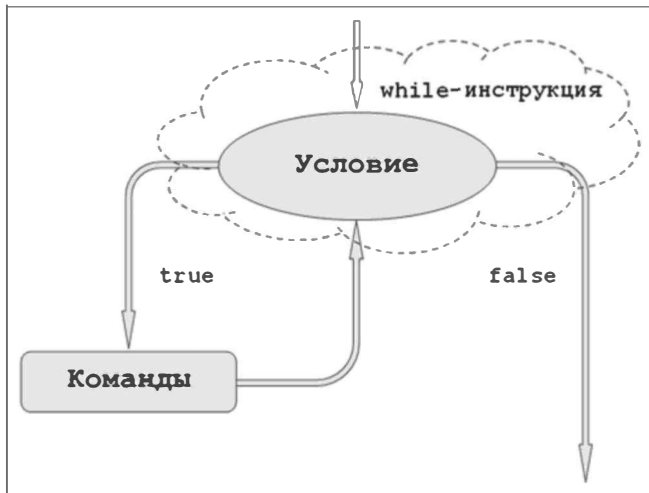 while-инструкция
Условие
true
false
Команды